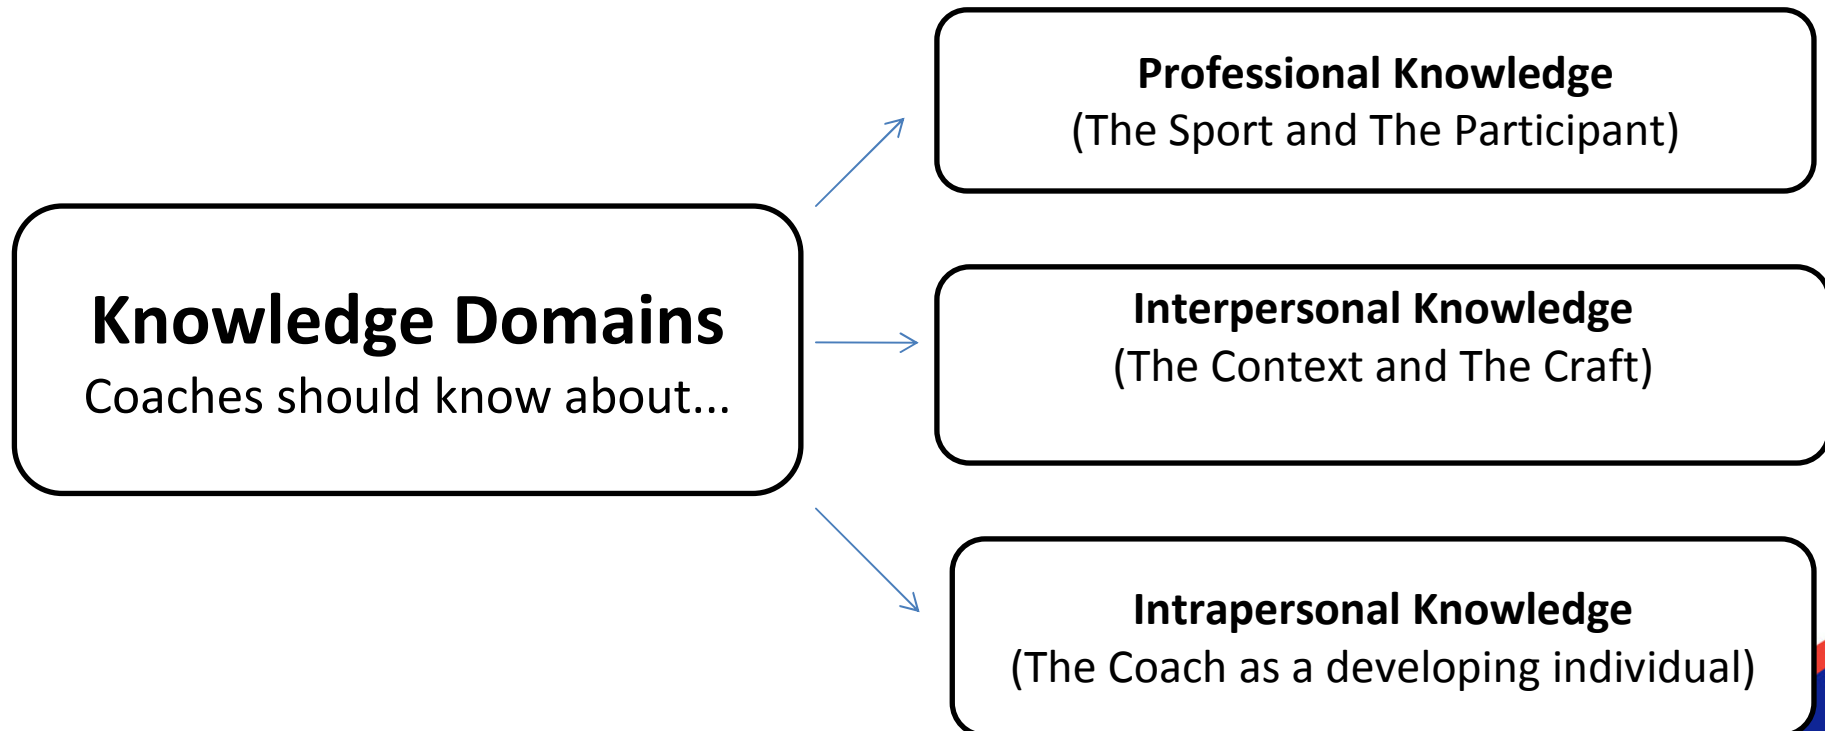 Knowledge Domains
Coaches should know about...
Professional Knowledge
(The Sport and The Participant)
Interpersonal Knowledge
(The Context and The Craft)
Intrapersonal Knowledge
(The Coach as a developing individual)